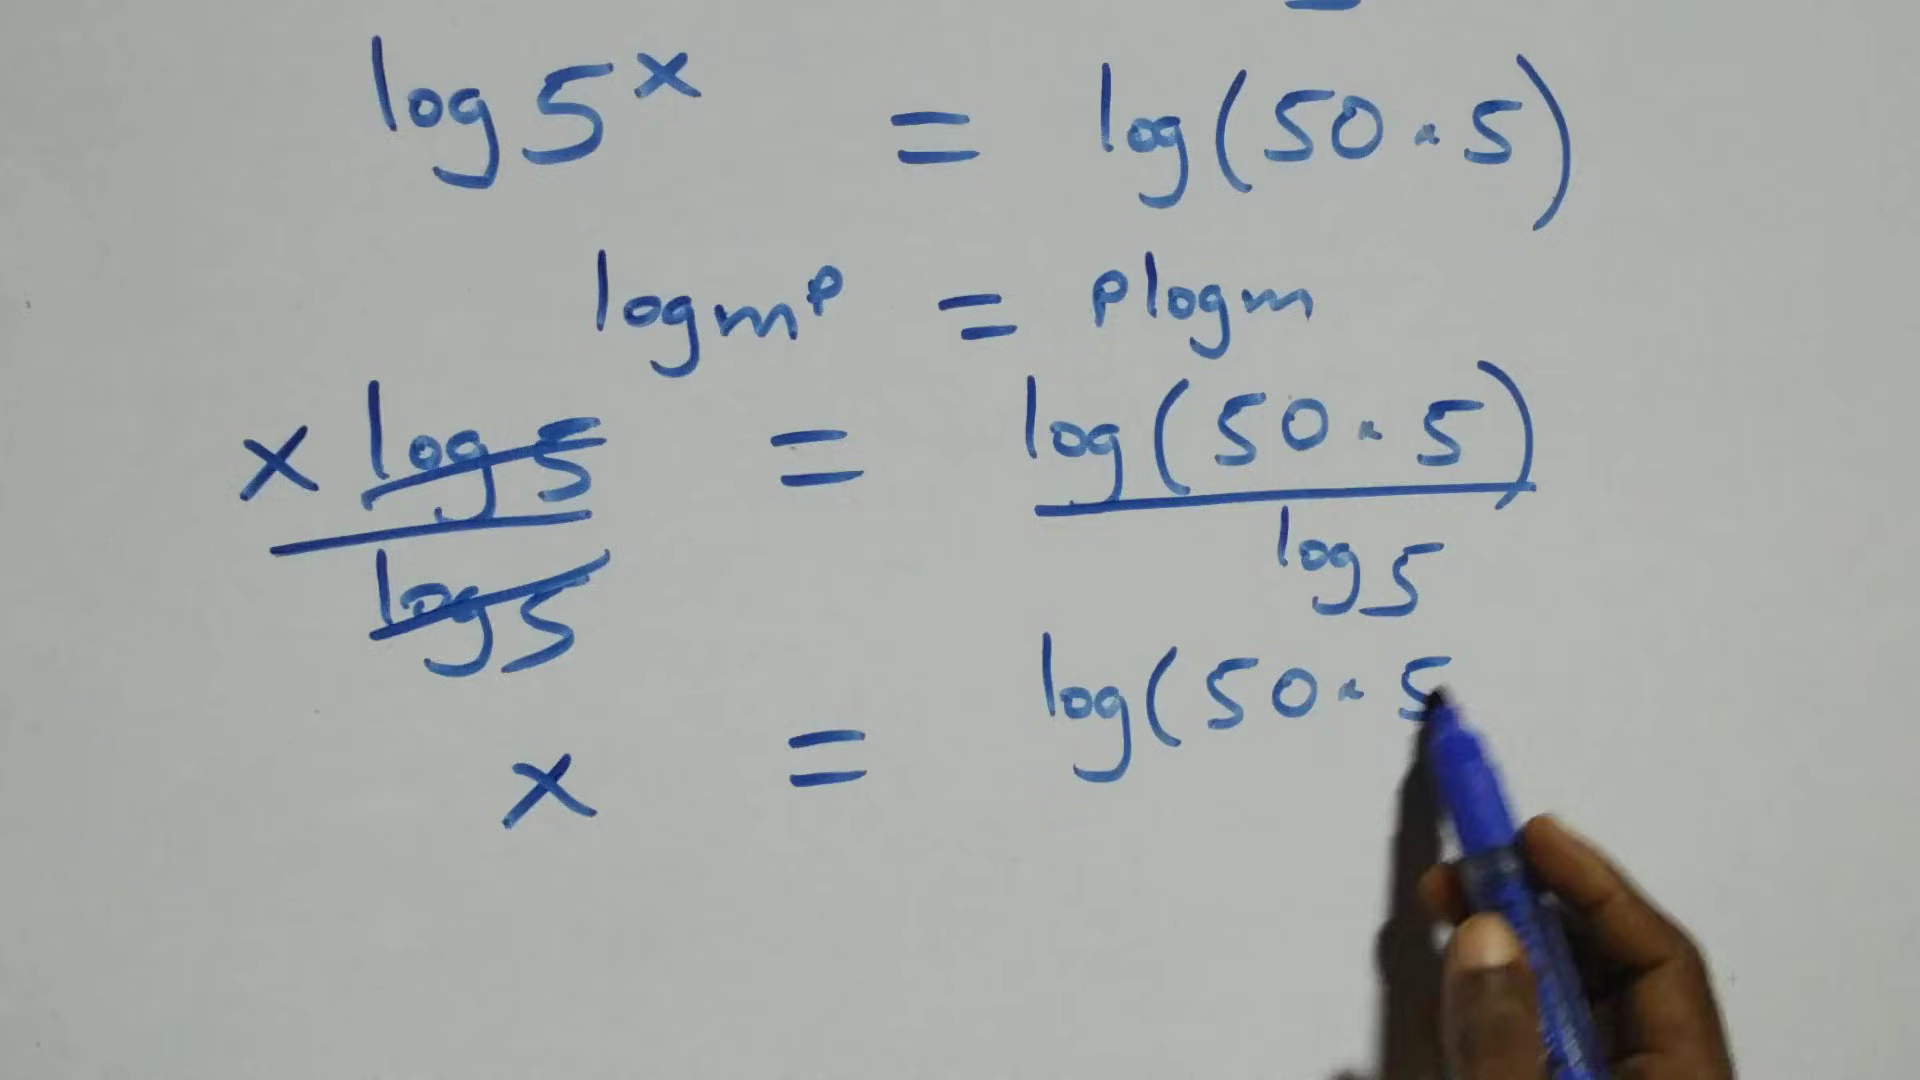 log 5^x = log(50·5)
log m^p = p log m
x log 5 / log 5 = log(50·5) / log 5
x = log(50·5